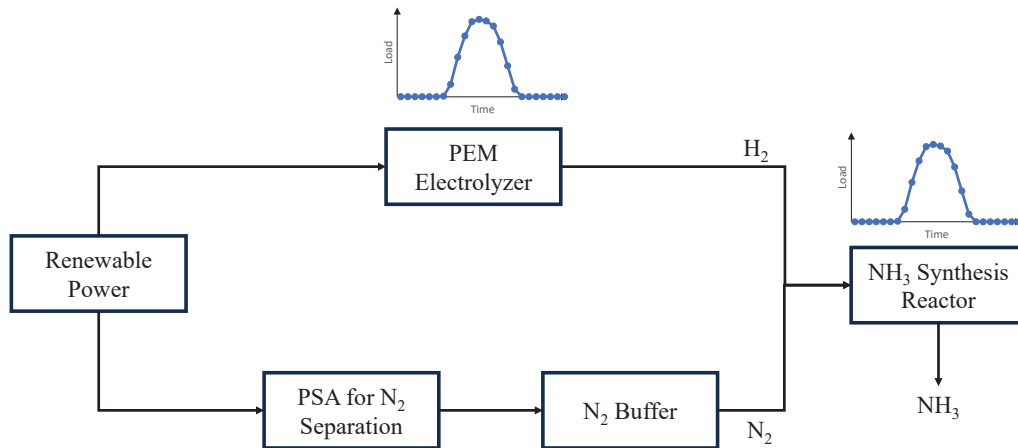 Load
Time
PEM
Electrolyzer
H₂
Load
Time
Renewable
Power
NH₃ Synthesis
Reactor
PSA for N₂
Separation
N₂ Buffer
N₂
NH₃